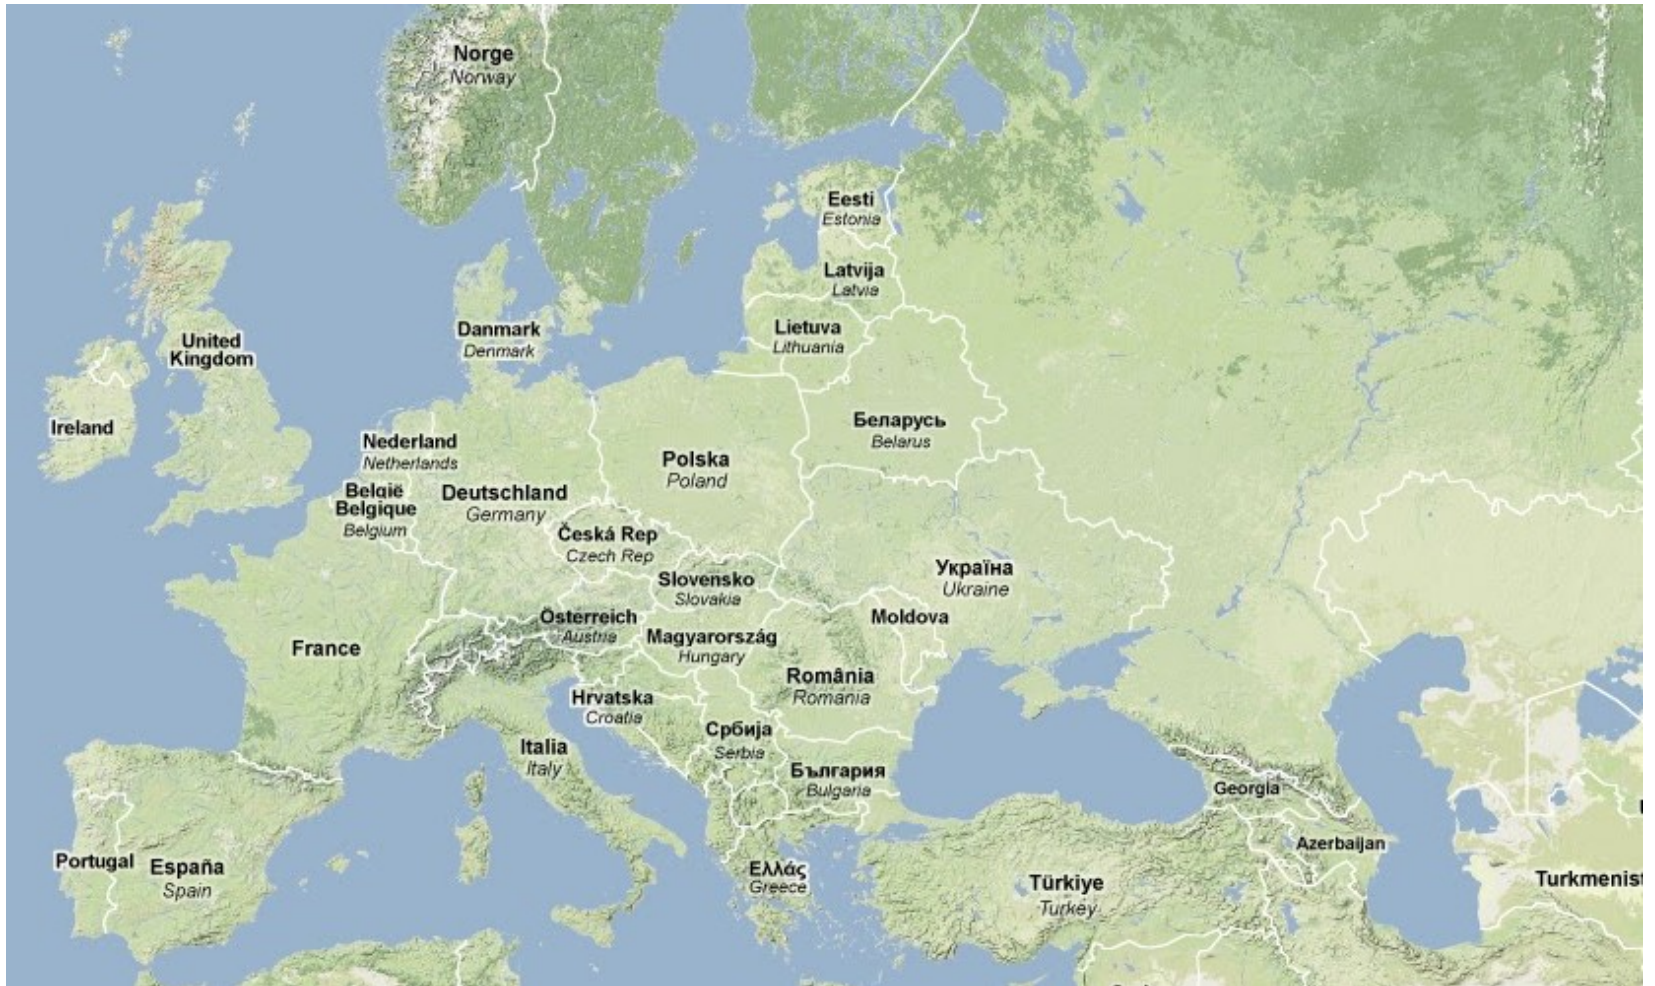 Norge
Norway
Eesti
Estonia
Latvija
Latvia
Danmark
Denmark
Lietuva
Lithuania
United
Kingdom
Ireland
Беларусь
Belarus
Nederland
Netherlands
Polska
Poland
België
Belgique
Belgium
Deutschland
Germany
Česká Rep
Czech Rep
Україна
Ukraine
Slovensko
Slovakia
Österreich
Austria
Moldova
Magyarország
Hungary
France
România
Romania
Hrvatska
Croatia
Србија
Serbia
Italia
Italy
България
Bulgaria
Georgia
Azerbaijan
Portugal
España
Spain
Ελλάς
Greece
Türkiye
Turkey
Turkmenist